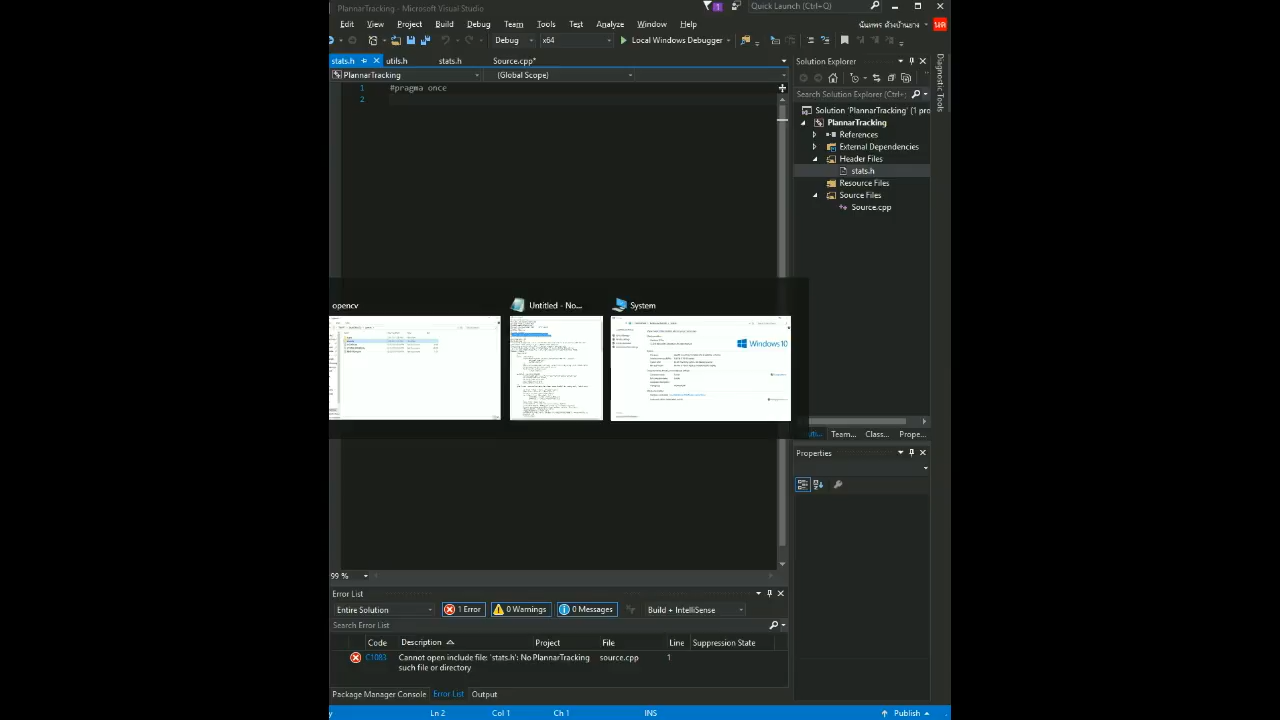 PlannarTracking - Microsoft Visual Studio
1
Quick Launch (Ctrl+Q)
Edit View Project Build Debug Team Tools Test Analyze Window Help
Debug x64 Local Windows Debugger
stats.h utils.h stats.h Source.cpp*
PlannarTracking (Global Scope)
1 #pragma once
2
Solution Explorer
Search Solution Explorer (Ctrl+
Solution 'PlannarTracking' (1 pro
PlannarTracking
References
External Dependencies
Header Files
stats.h
Resource Files
Source Files
Source.cpp
Diagnostic Tools
opencv
Untitled - No...
System
Windows 10
Team... Class... Prope...
Properties
99 %
Error List
Entire Solution 1 Error 0 Warnings 0 Messages Build + IntelliSense
Search Error List
Code Description Project File Line Suppression State
C1083 Cannot open include file: 'stats.h': No PlannarTracking source.cpp 1
such file or directory
Package Manager Console Error List Output
Ln 2 Col 1 Ch 1 INS Publish